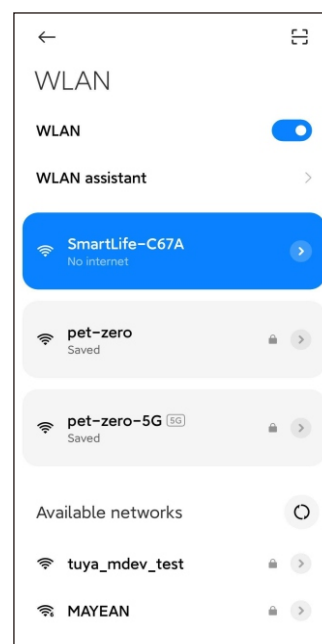 WLAN
WLAN
WLAN assistant
SmartLife-C67A
No internet
pet-zero
Saved
pet-zero-5G 5G
Saved
Available networks
tuya_mdev_test
MAYEAN